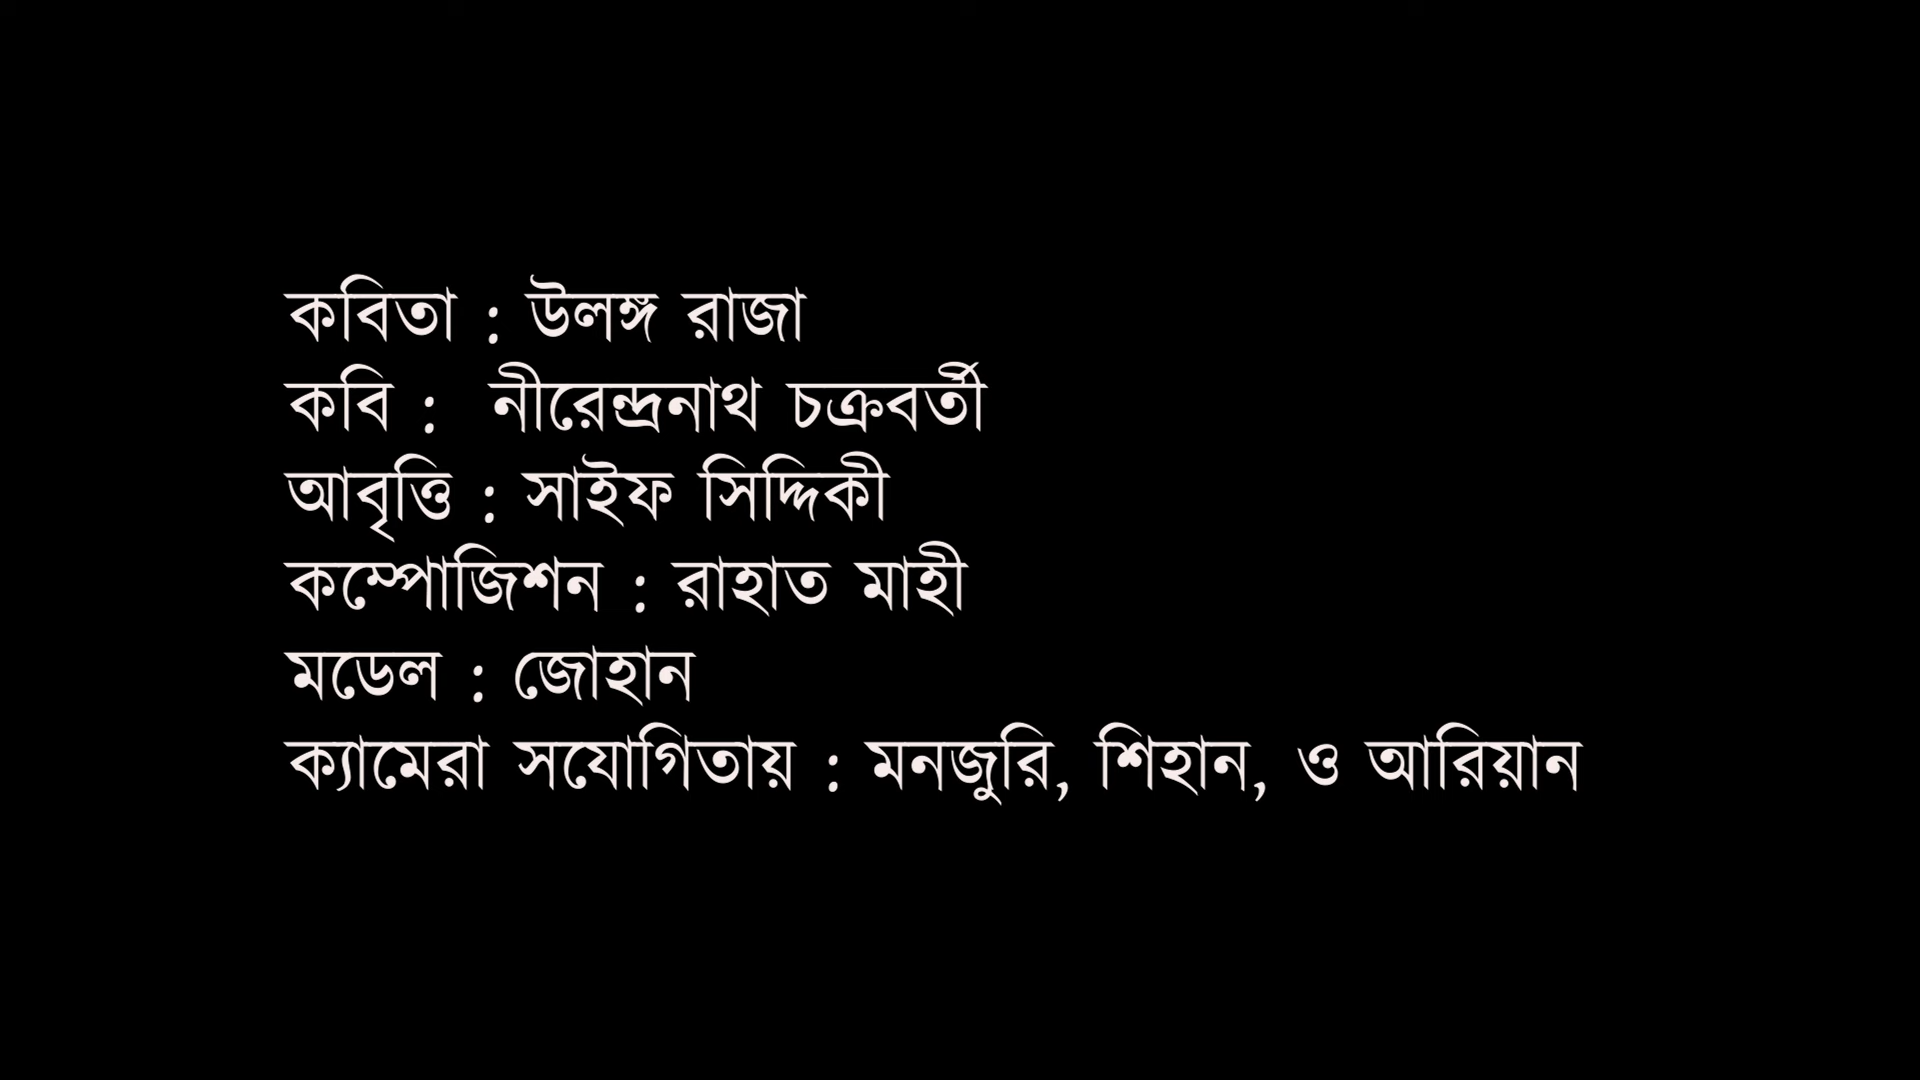 কবিতা : উলঙ্গ রাজা
কবি : নীরেন্দ্রনাথ চক্রবর্তী
আবৃত্তি : সাইফ সিদ্দিকী
কম্পোজিশন : রাহাত মাহী
মডেল : জোহান
ক্যামেরা সযোগিতায় : মনজুরি, শিহান, ও আরিয়ান